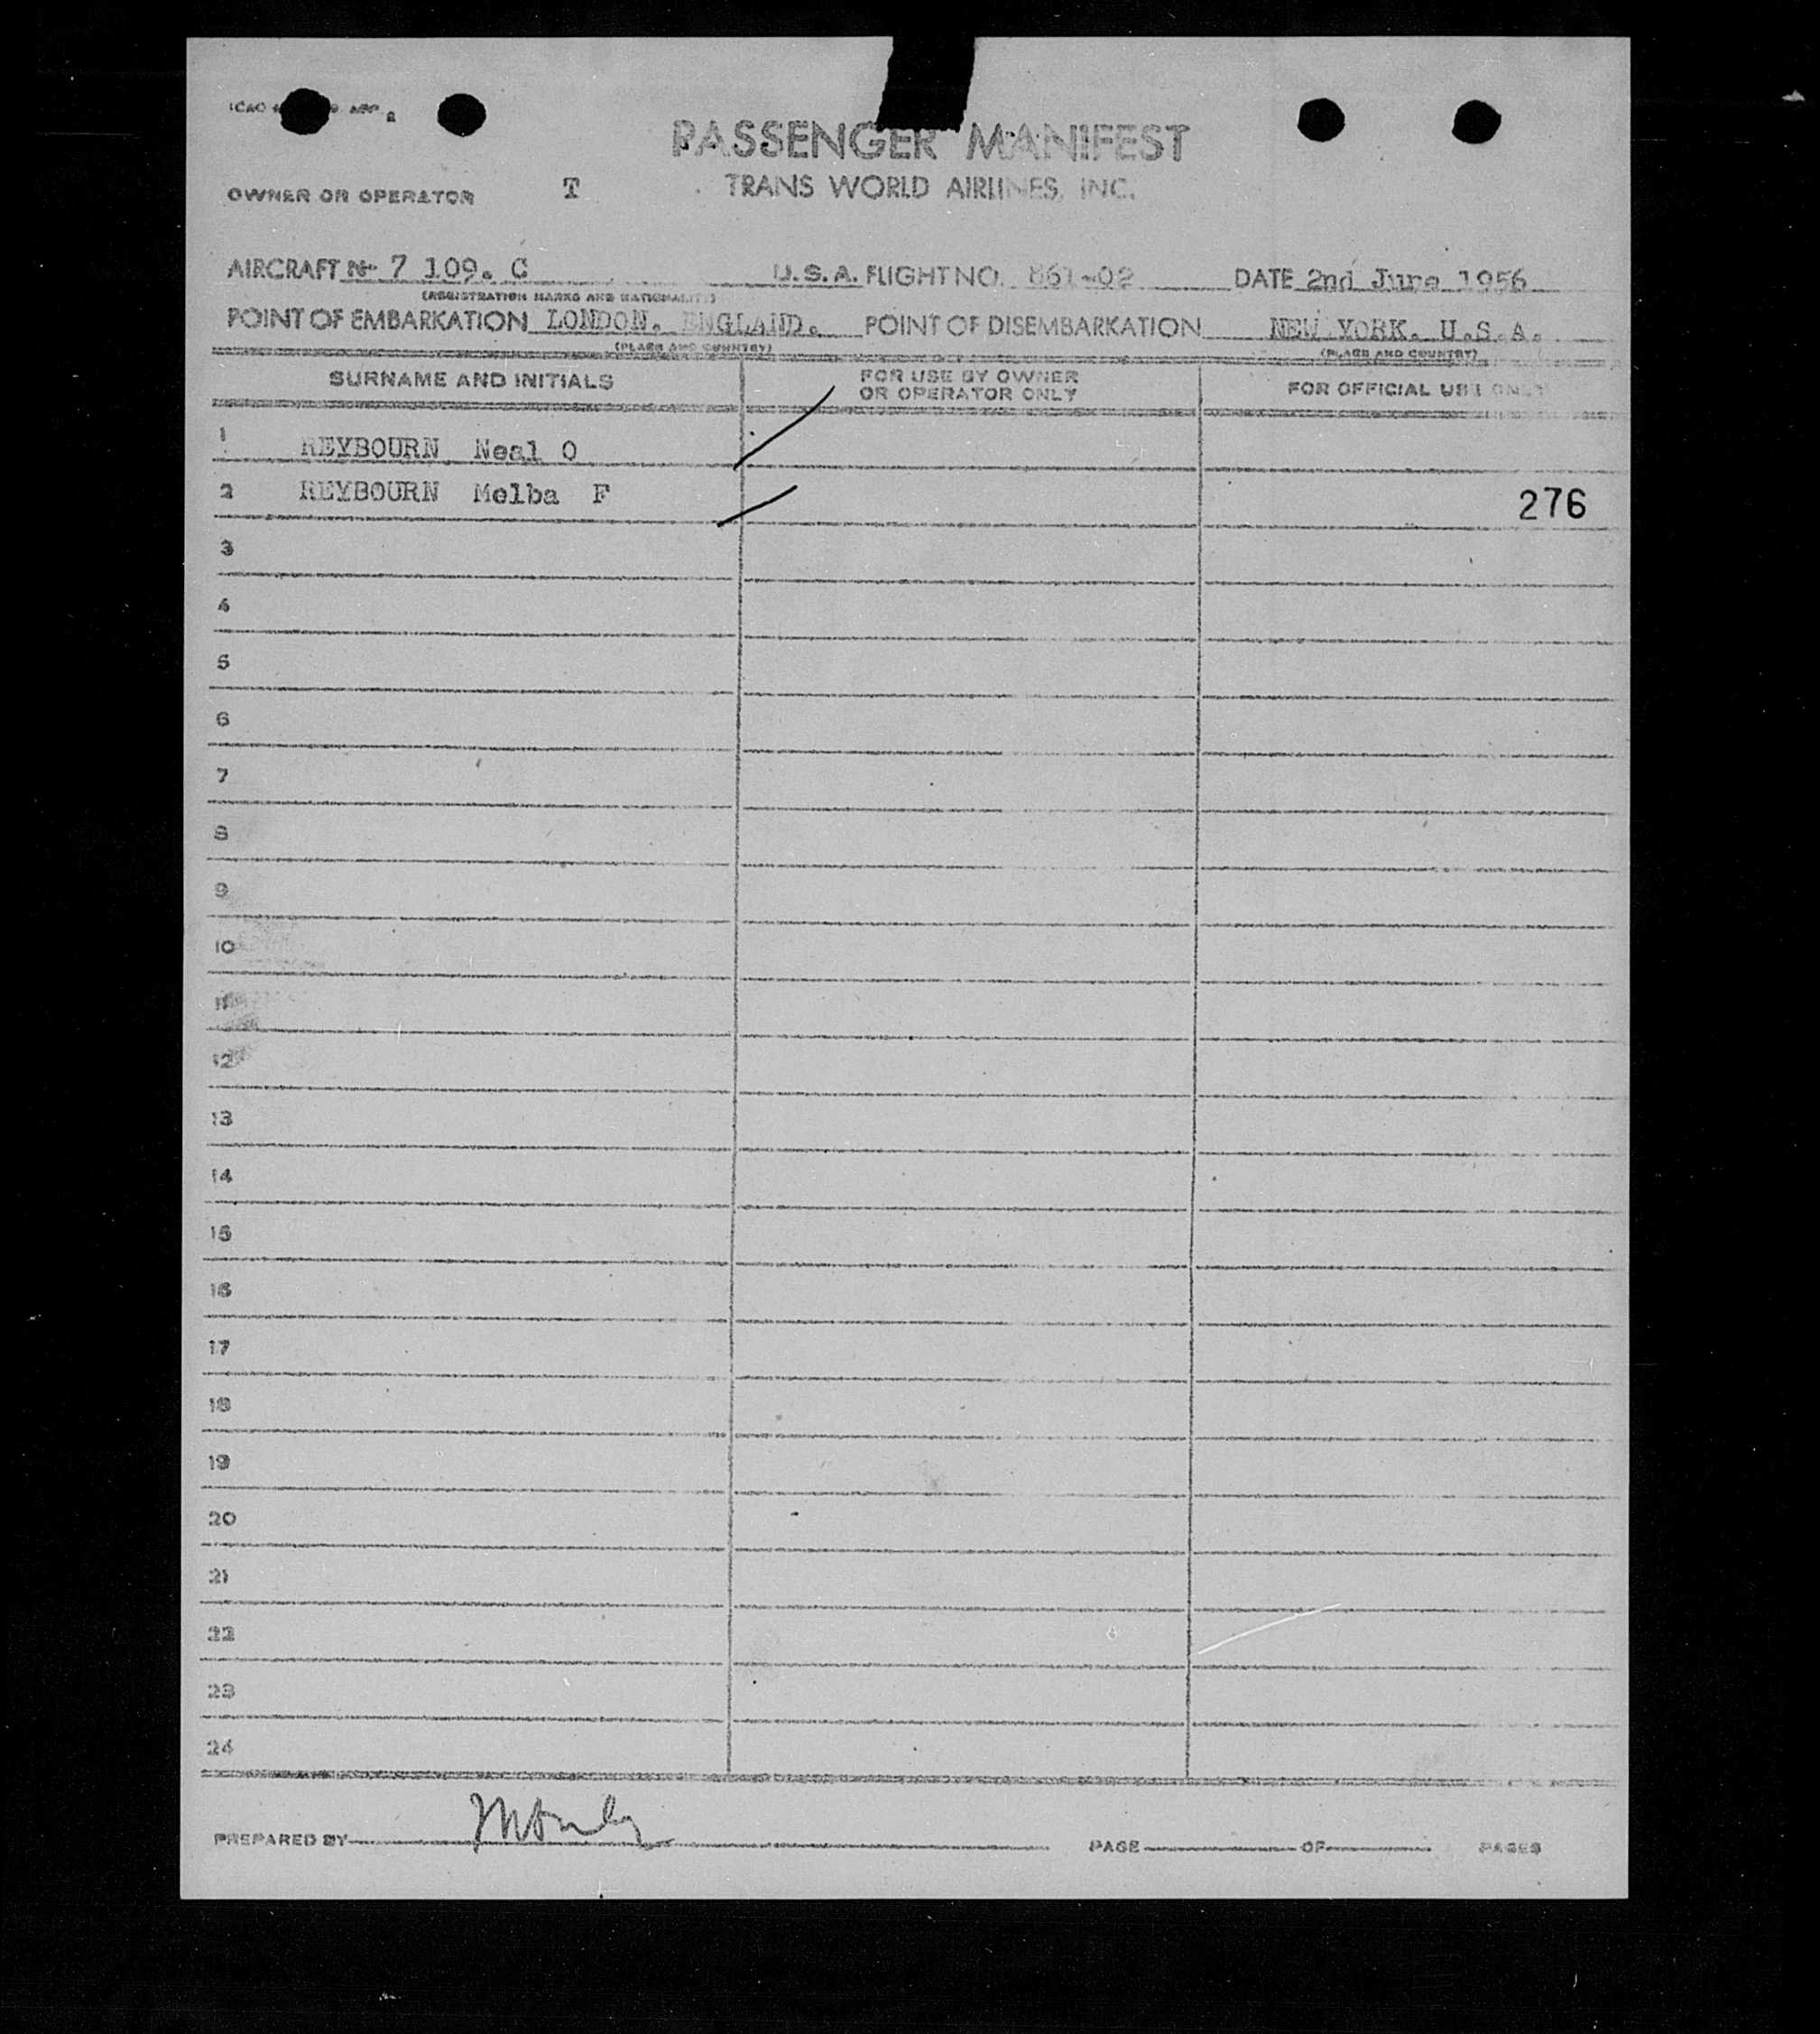 PASSENGER MANIFEST
OWNER OR OPERATOR T TRANS WORLD AIRLINES, INC.
AIRCRAFT N- 7 109. C U.S.A. FLIGHT NO. 861-02 DATE 2nd June 1956
(REGISTRATION MARKS AND NATIONALITY)
POINT OF EMBARKATION LONDON. ENGLAND. POINT OF DISEMBARKATION NEW YORK. U.S.A.
(PLACE AND COUNTRY) (PLACE AND COUNTRY)
SURNAME AND INITIALS FOR USE BY OWNER OR OPERATOR ONLY FOR OFFICIAL USE ONLY
1 REYBOURN Neal O
2 REYBOURN Melba F 276
3
4
5
6
7
8
9
10
11
12
13
14
15
16
17
18
19
20
21
22
23
24
PREPARED BY PAGE OF PAGES